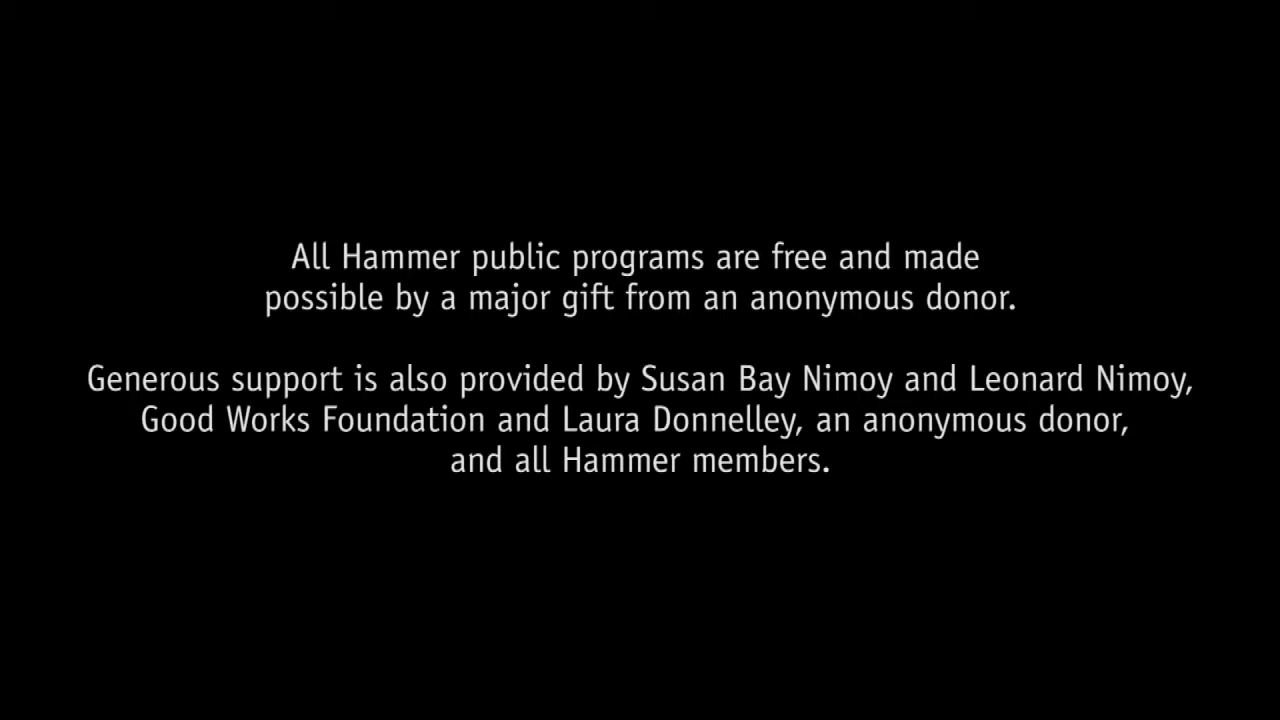 All Hammer public programs are free and made
possible by a major gift from an anonymous donor.
Generous support is also provided by Susan Bay Nimoy and Leonard Nimoy,
Good Works Foundation and Laura Donnelley, an anonymous donor,
and all Hammer members.